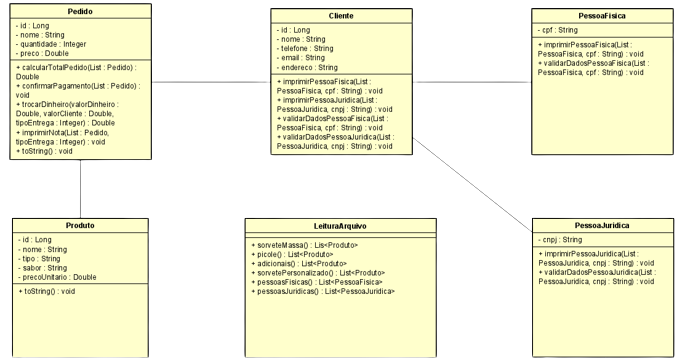 Pedido
- id : Long
- nome : String
- quantidade : Integer
- preco : Double
+ calcularTotalPedido(List : Pedido) :
Double
+ confirmarPagamento(List : Pedido) :
void
+ trocarDinheiro(valorDinheiro :
Double, valorCliente : Double,
tipoEntrega : Integer) : Double
+ imprimirNota(List : Pedido,
tipoEntrega : Integer) : void
+ toString() : void
Cliente
- id : Long
- nome : String
- telefone : String
- email : String
- endereco : String
+ imprimirPessoaFisica(List :
PessoaFisica, cpf : String) : void
+ imprimirPessoaJuridica(List :
PessoaJuridica, cnpj : String) : void
+ validarDadosPessoaFisica(List :
PessoaFisica, cpf : String) : void
+ validarDadosPessoaJuridica(List :
PessoaJuridica, cnpj : String) : void
PessoaFisica
- cpf : String
+ imprimirPessoaFisica(List :
PessoaFisica, cpf : String) : void
+ validarDadosPessoaFisica(List :
PessoaFisica, cpf : String) : void
Produto
- id : Long
- nome : String
- tipo : String
- sabor : String
- precoUnitario : Double
+ toString() : void
LeituraArquivo
+ sorveteMassa() : Lis<Produto>
+ picole() : List<Produto>
+ adicionais() : List<Produto>
+ sorvetePersonalizado() : List<Produto>
+ pessoasFisicas() : List<PessoaFisica>
+ pessoasJuridicas() : List<PessoaJuridica>
PessoaJuridica
- cnpj : String
+ imprimirPessoaJuridica(List :
PessoaJuridica, cnpj : String) : void
+ validarDadosPessoaJuridica(List :
PessoaJuridica, cnpj : String) : void